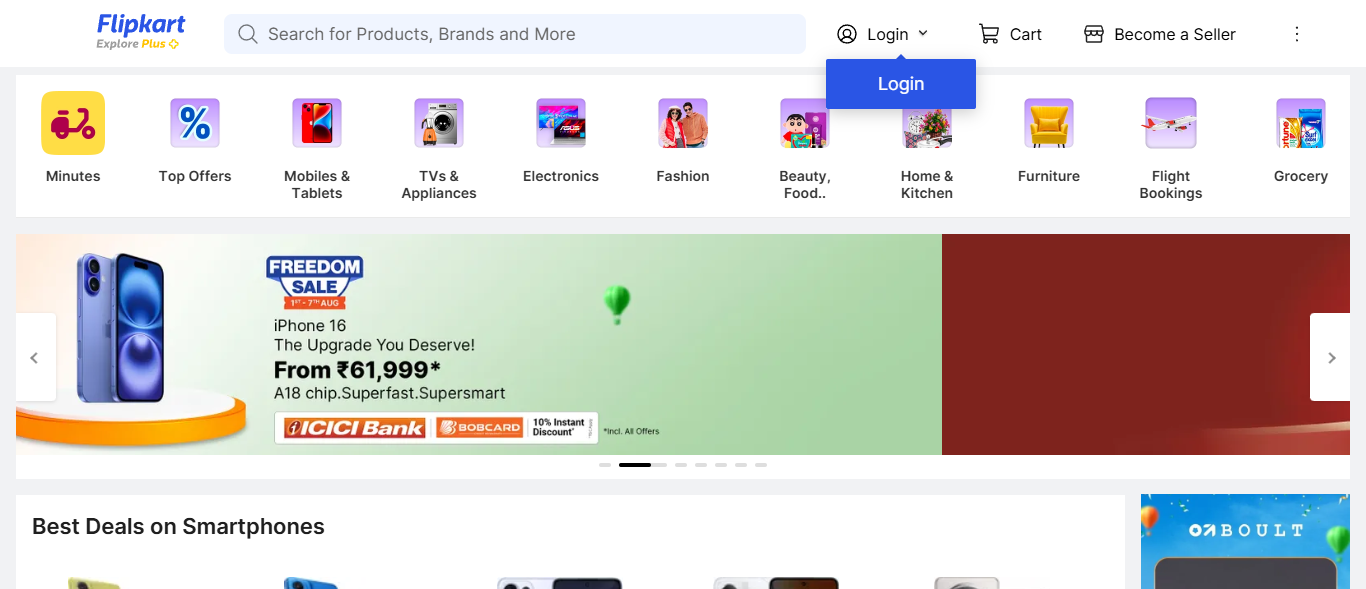 Flipkart
Explore Plus
Search for Products, Brands and More
Login
Cart
Become a Seller
Login
Minutes
Top Offers
Mobiles &
Tablets
TVs &
Appliances
Electronics
Fashion
Beauty,
Food..
Home &
Kitchen
Furniture
Flight
Bookings
Grocery
FREEDOM
SALE
1ST - 7TH AUG
iPhone 16
The Upgrade You Deserve!
From ₹61,999*
A18 chip.Superfast.Supersmart
ICICI Bank
BOBCARD
10% Instant
Discount*
*Incl. All Offers
Best Deals on Smartphones
BOULT